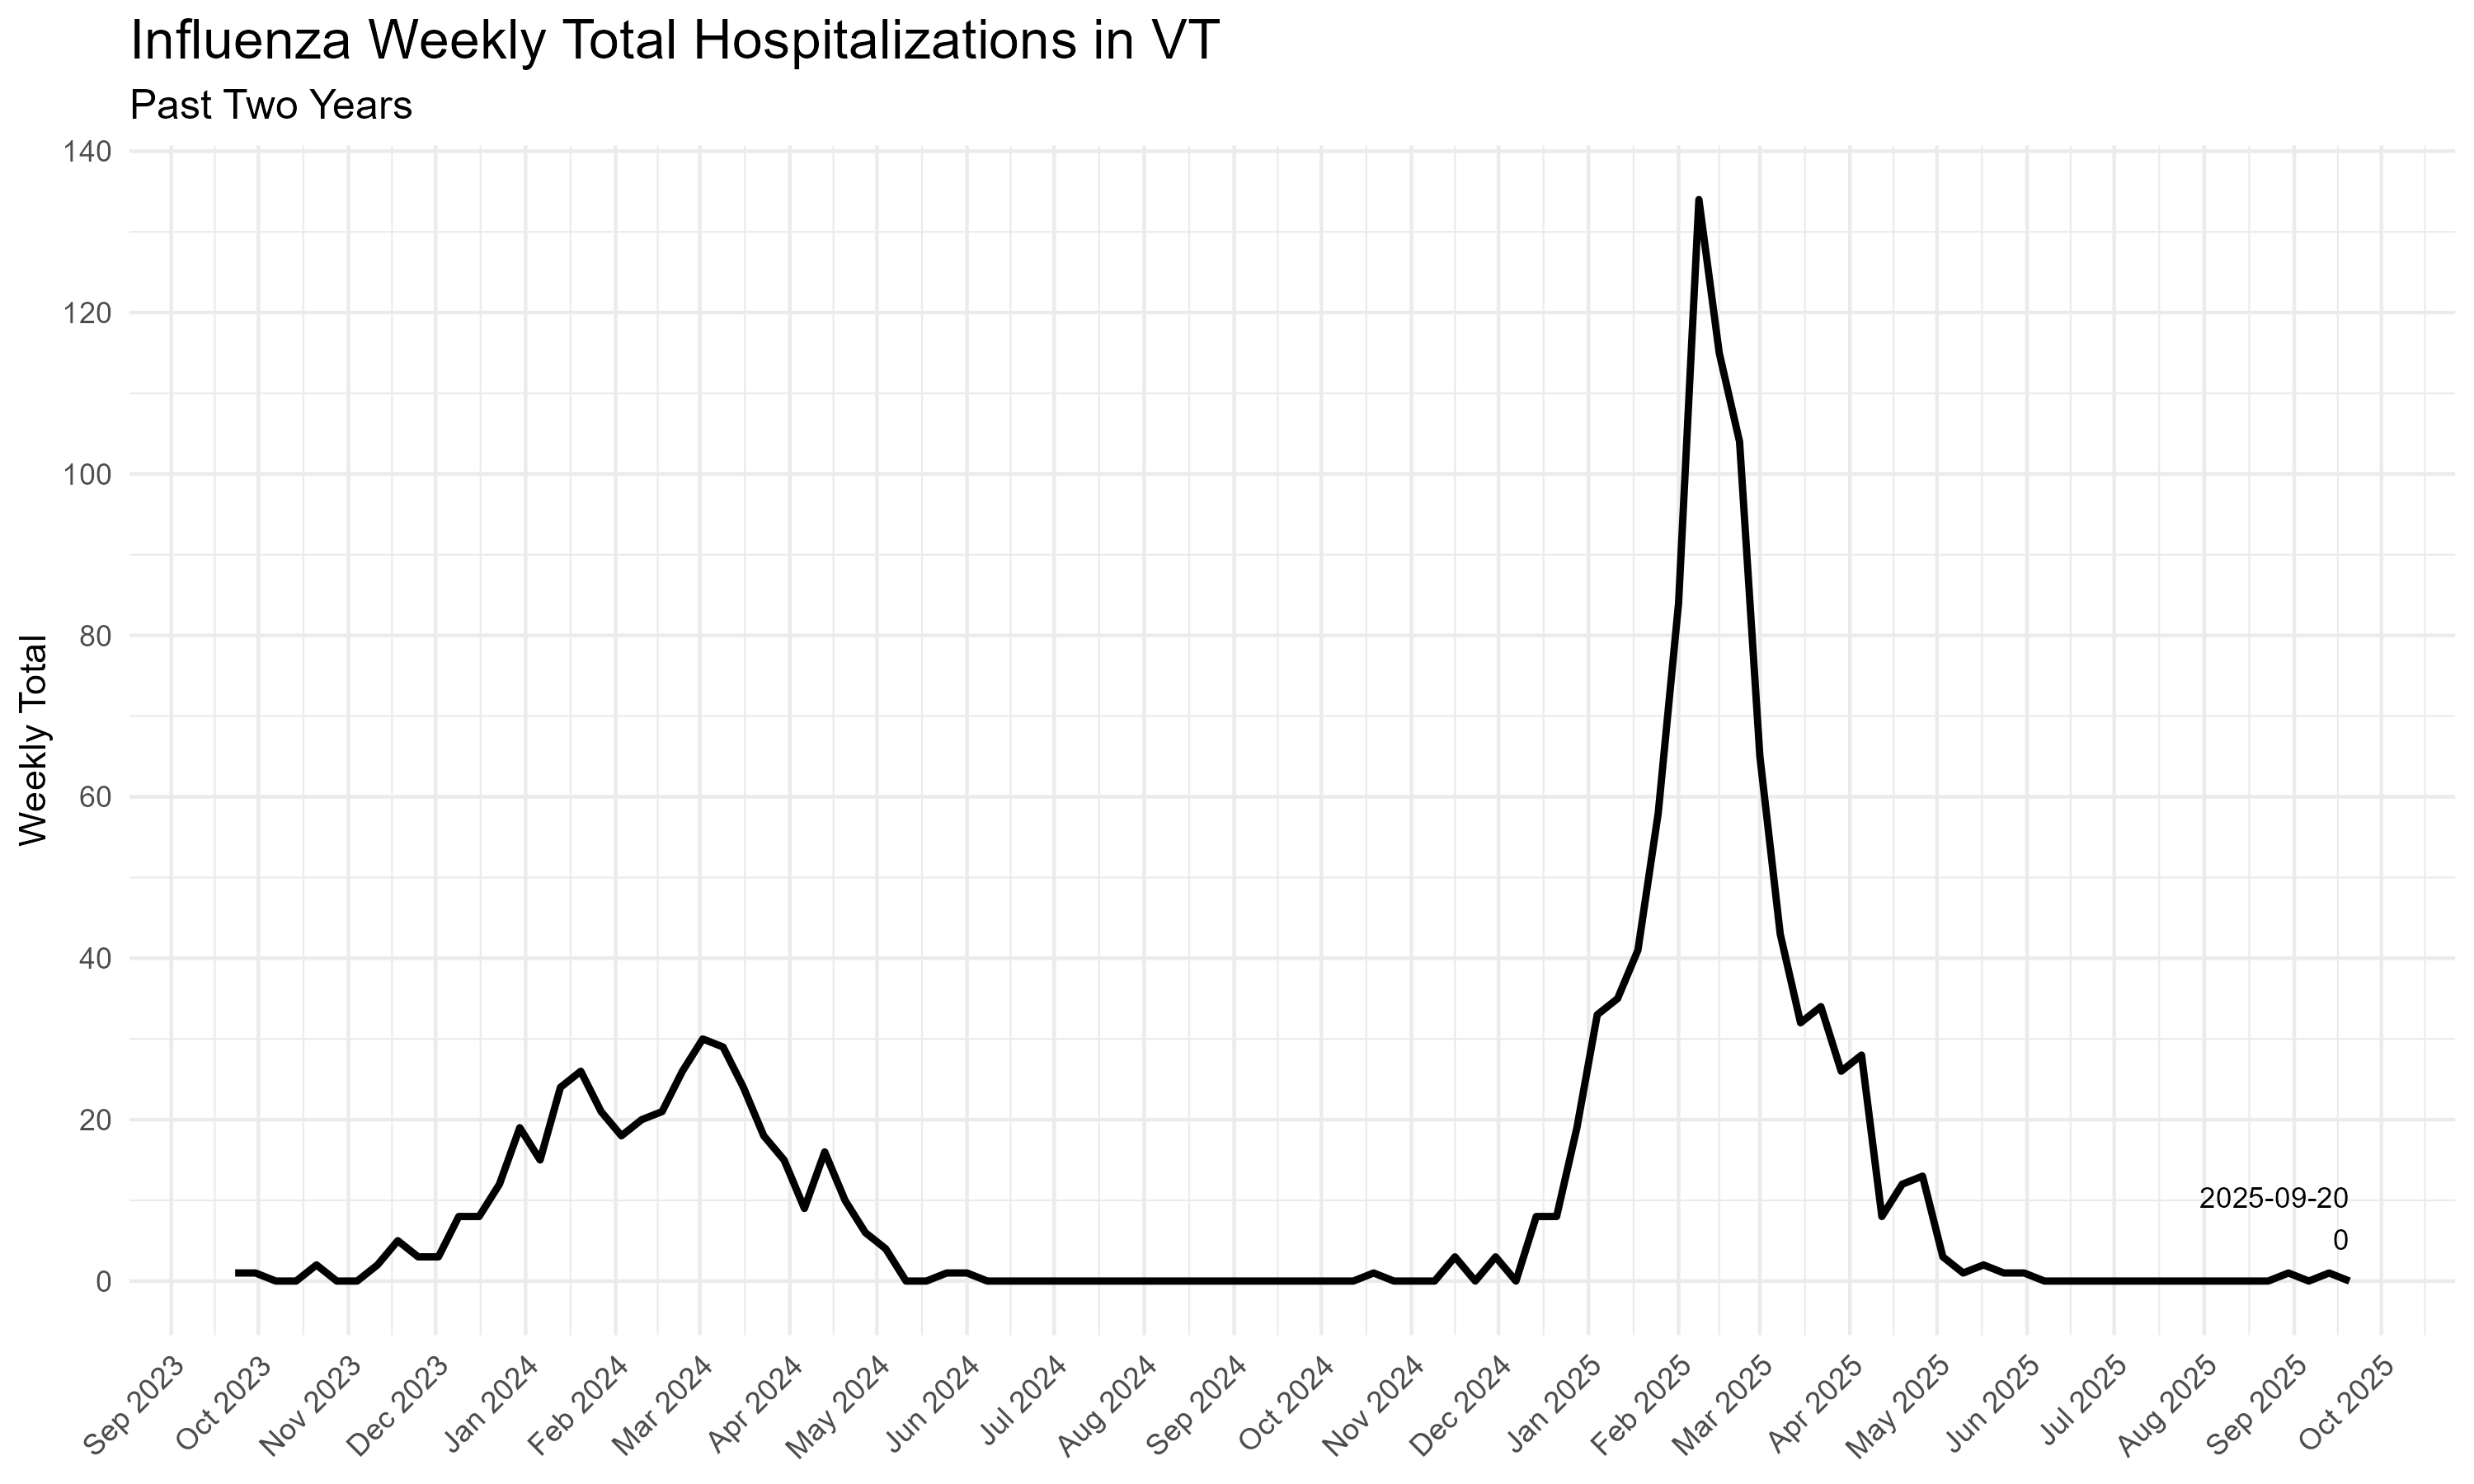 Influenza Weekly Total Hospitalizations in VT
Past Two Years
140
120
100
80
60
40
20
0
Weekly Total
2025-09-20
0
Sep 2023
Oct 2023
Nov 2023
Dec 2023
Jan 2024
Feb 2024
Mar 2024
Apr 2024
May 2024
Jun 2024
Jul 2024
Aug 2024
Sep 2024
Oct 2024
Nov 2024
Dec 2024
Jan 2025
Feb 2025
Mar 2025
Apr 2025
May 2025
Jun 2025
Jul 2025
Aug 2025
Sep 2025
Oct 2025